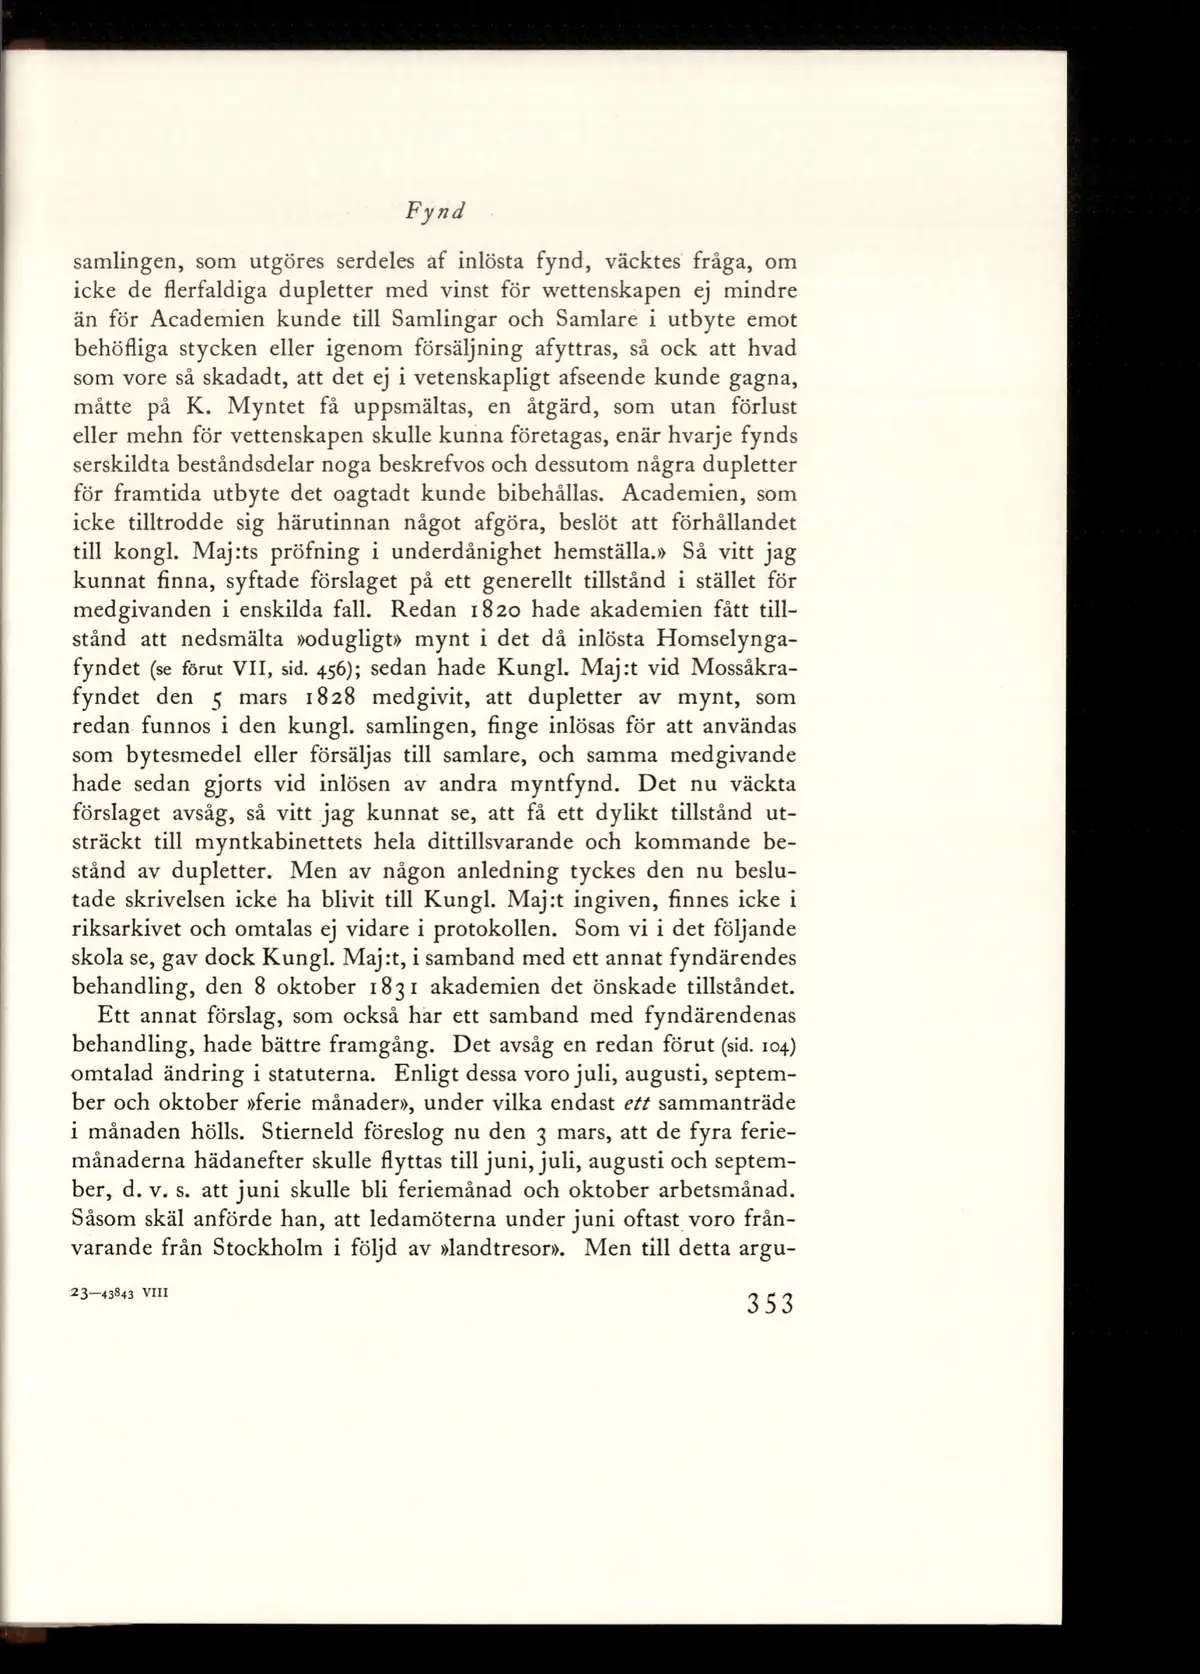 Fynd
samlingen, som utgöres serdeles af inlösta fynd, väcktes fråga, om
icke de flerfaldiga dupletter med vinst för wettenskapen ej mindre
än för Academien kunde till Samlingar och Samlare i utbyte emot
behöfliga stycken eller igenom försäljning afyttras, så ock att hvad
som vore så skadadt, att det ej i vetenskapligt afseende kunde gagna,
måtte på K. Myntet få uppsmältas, en åtgärd, som utan förlust
eller mehn för vettenskapen skulle kunna företagas, enär hvarje fynds
serskildta beståndsdelar noga beskrefvos och dessutom några dupletter
för framtida utbyte det oagtadt kunde bibehållas. Academien, som
icke tilltrodde sig härutinnan något afgöra, beslöt att förhållandet
till kongl. Maj:ts pröfning i underdånighet hemställa.» Så vitt jag
kunnat finna, syftade förslaget på ett generellt tillstånd i stället för
medgivanden i enskilda fall. Redan 1820 hade akademien fått till-
stånd att nedsmälta »odugligt» mynt i det då inlösta Homselynga-
fyndet (se förut VII, sid. 456); sedan hade Kungl. Maj:t vid Mossåkra-
fyndet den 5 mars 1828 medgivit, att dupletter av mynt, som
redan funnos i den kungl. samlingen, finge inlösas för att användas
som bytesmedel eller försäljas till samlare, och samma medgivande
hade sedan gjorts vid inlösen av andra myntfynd. Det nu väckta
förslaget avsåg, så vitt jag kunnat se, att få ett dylikt tillstånd ut-
sträckt till myntkabinettets hela dittillsvarande och kommande be-
stånd av dupletter. Men av någon anledning tyckes den nu beslu-
tade skrivelsen icke ha blivit till Kungl. Maj:t ingiven, finnes icke i
riksarkivet och omtalas ej vidare i protokollen. Som vi i det följande
skola se, gav dock Kungl. Maj:t, i samband med ett annat fyndärendes
behandling, den 8 oktober 1831 akademien det önskade tillståndet.
Ett annat förslag, som också har ett samband med fyndärendenas
behandling, hade bättre framgång. Det avsåg en redan förut (sid. 104)
omtalad ändring i statuterna. Enligt dessa voro juli, augusti, septem-
ber och oktober »ferie månader», under vilka endast ett sammanträde
i månaden hölls. Stierneld föreslog nu den 3 mars, att de fyra ferie-
månaderna hädanefter skulle flyttas till juni, juli, augusti och septem-
ber, d. v. s. att juni skulle bli feriemånad och oktober arbetsmånad.
Såsom skäl anförde han, att ledamöterna under juni oftast voro från-
varande från Stockholm i följd av »landtresor». Men till detta argu-
23—43843 VIII
353